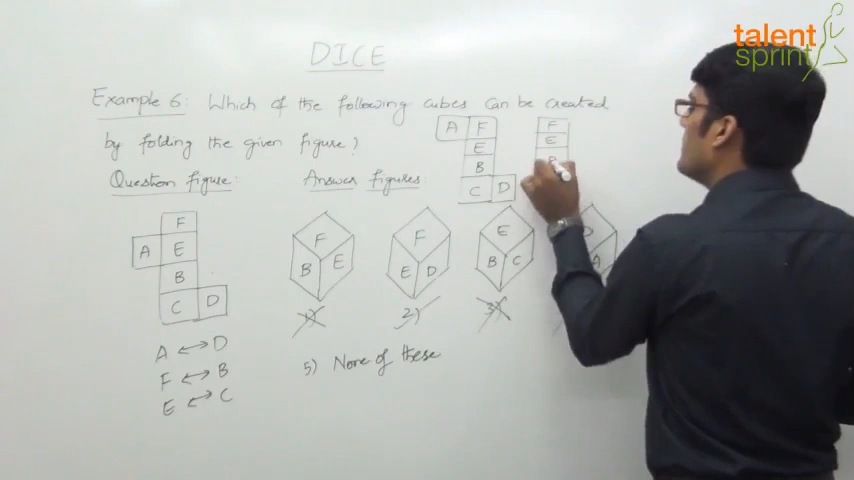 talent
sprint
DICE
Example 6: Which of the following cubes can be created
by folding the given figure?
Question figure:
Answer figures:
A F
E
B
C D
F
E
B
F
A E
B
C D
F
B E
1)
F
E D
2)
E
B C
3)
D
A
A ↔ D
F ↔ B
E ↔ C
5) None of these